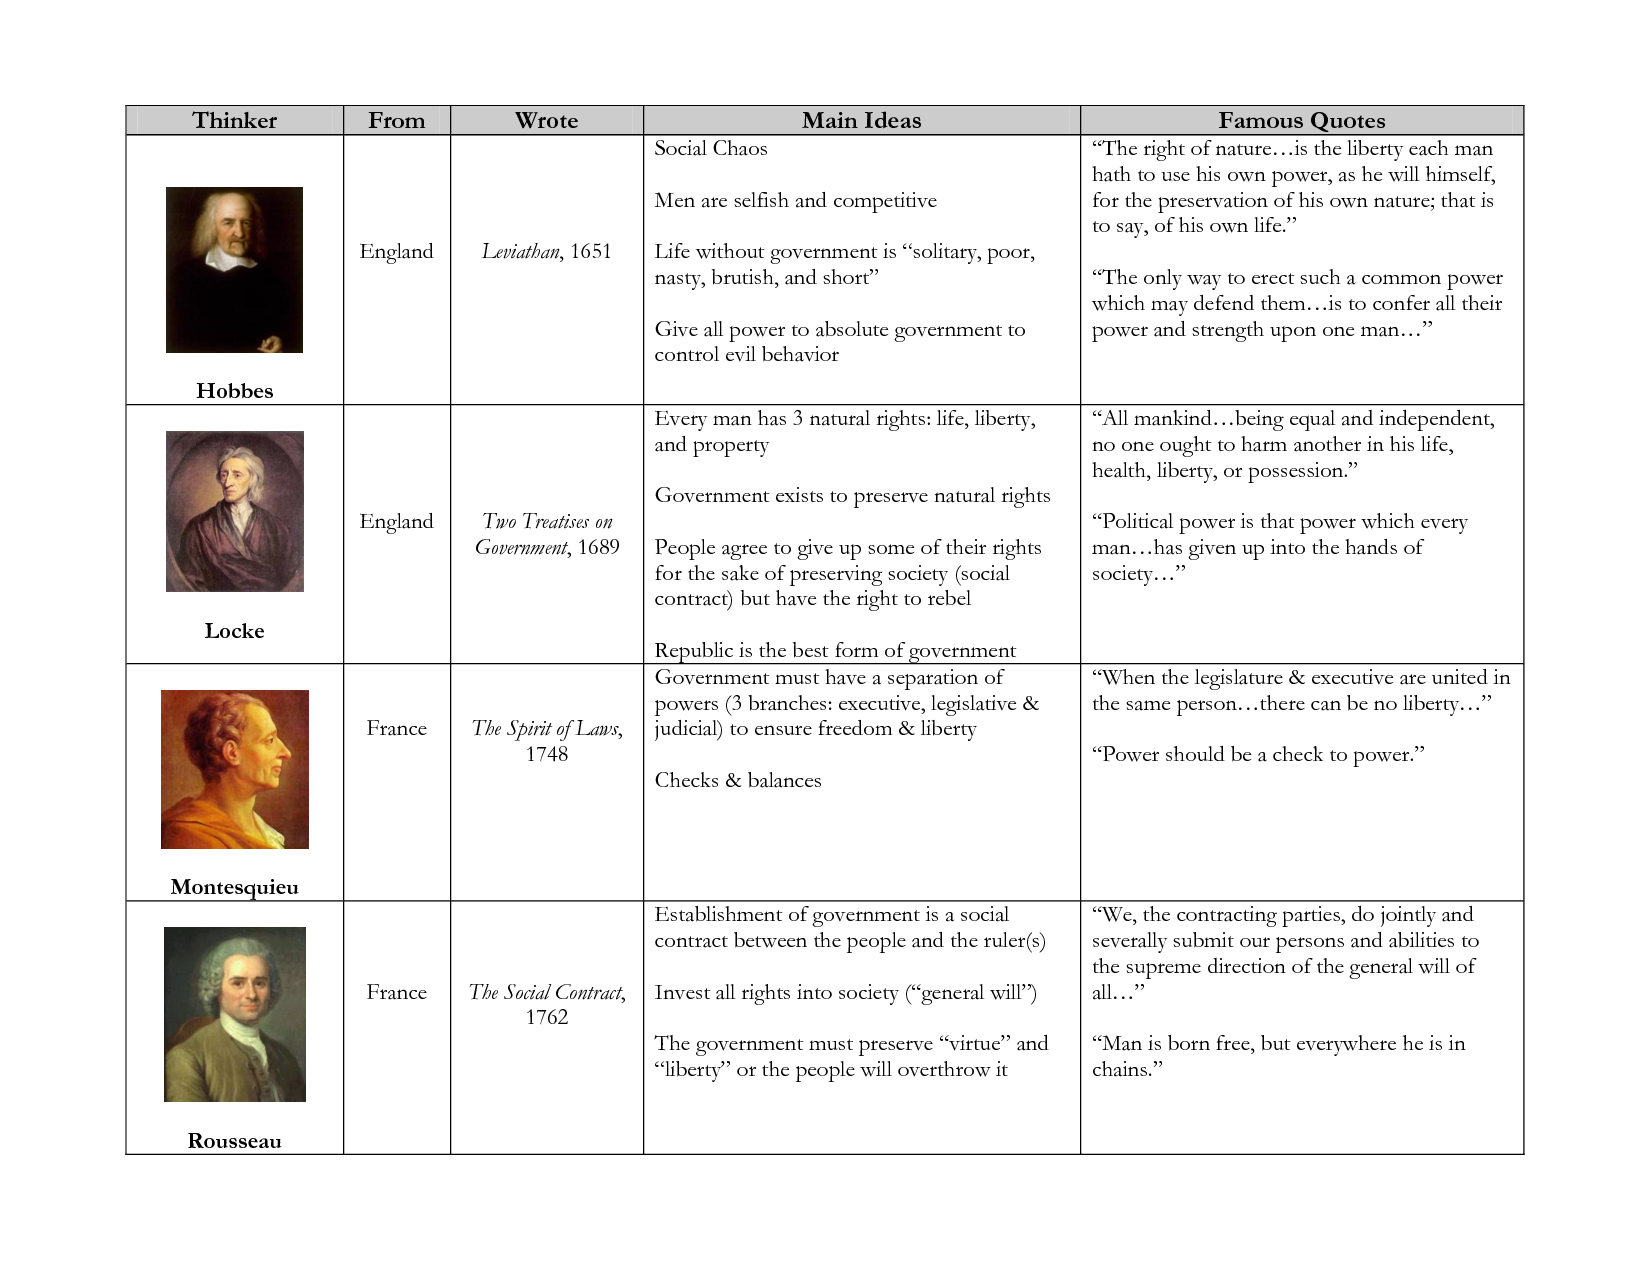 Thinker From Wrote Main Ideas Famous Quotes
Hobbes
England
Leviathan, 1651
Social Chaos
Men are selfish and competitive
Life without government is “solitary, poor,
nasty, brutish, and short”
Give all power to absolute government to
control evil behavior
“The right of nature…is the liberty each man
hath to use his own power, as he will himself,
for the preservation of his own nature; that is
to say, of his own life.”
“The only way to erect such a common power
which may defend them…is to confer all their
power and strength upon one man…”
Locke
England
Two Treatises on
Government, 1689
Every man has 3 natural rights: life, liberty,
and property
Government exists to preserve natural rights
People agree to give up some of their rights
for the sake of preserving society (social
contract) but have the right to rebel
Republic is the best form of government
“All mankind…being equal and independent,
no one ought to harm another in his life,
health, liberty, or possession.”
“Political power is that power which every
man…has given up into the hands of
society…”
Montesquieu
France
The Spirit of Laws,
1748
Government must have a separation of
powers (3 branches: executive, legislative &
judicial) to ensure freedom & liberty
Checks & balances
“When the legislature & executive are united in
the same person…there can be no liberty…”
“Power should be a check to power.”
Rousseau
France
The Social Contract,
1762
Establishment of government is a social
contract between the people and the ruler(s)
Invest all rights into society (“general will”)
The government must preserve “virtue” and
“liberty” or the people will overthrow it
“We, the contracting parties, do jointly and
severally submit our persons and abilities to
the supreme direction of the general will of
all…”
“Man is born free, but everywhere he is in
chains.”